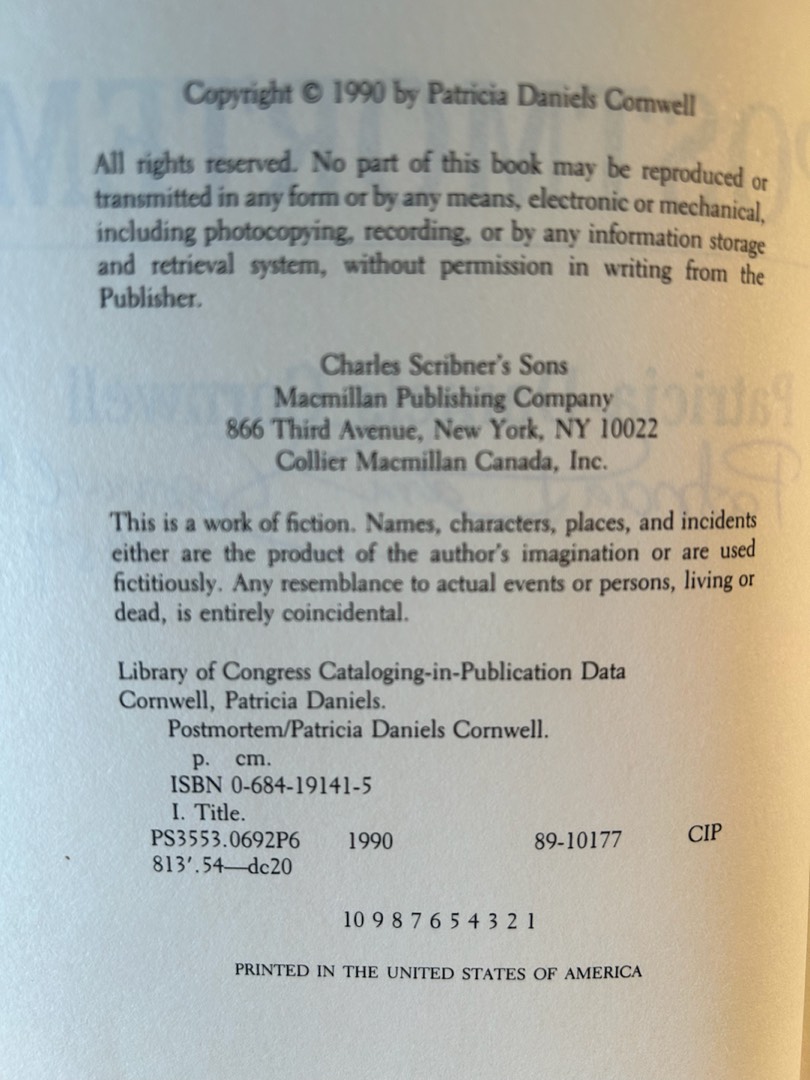 Copyright © 1990 by Patricia Daniels Cornwell
All rights reserved. No part of this book may be reproduced or
transmitted in any form or by any means, electronic or mechanical,
including photocopying, recording, or by any information storage
and retrieval system, without permission in writing from the
Publisher.
Charles Scribner's Sons
Macmillan Publishing Company
866 Third Avenue, New York, NY 10022
Collier Macmillan Canada, Inc.
This is a work of fiction. Names, characters, places, and incidents
either are the product of the author's imagination or are used
fictitiously. Any resemblance to actual events or persons, living or
dead, is entirely coincidental.
Library of Congress Cataloging-in-Publication Data
Cornwell, Patricia Daniels.
Postmortem/Patricia Daniels Cornwell.
p. cm.
ISBN 0-684-19141-5
I. Title.
PS3553.0692P6 1990 89-10177 CIP
813'.54—dc20
10 9 8 7 6 5 4 3 2 1
PRINTED IN THE UNITED STATES OF AMERICA